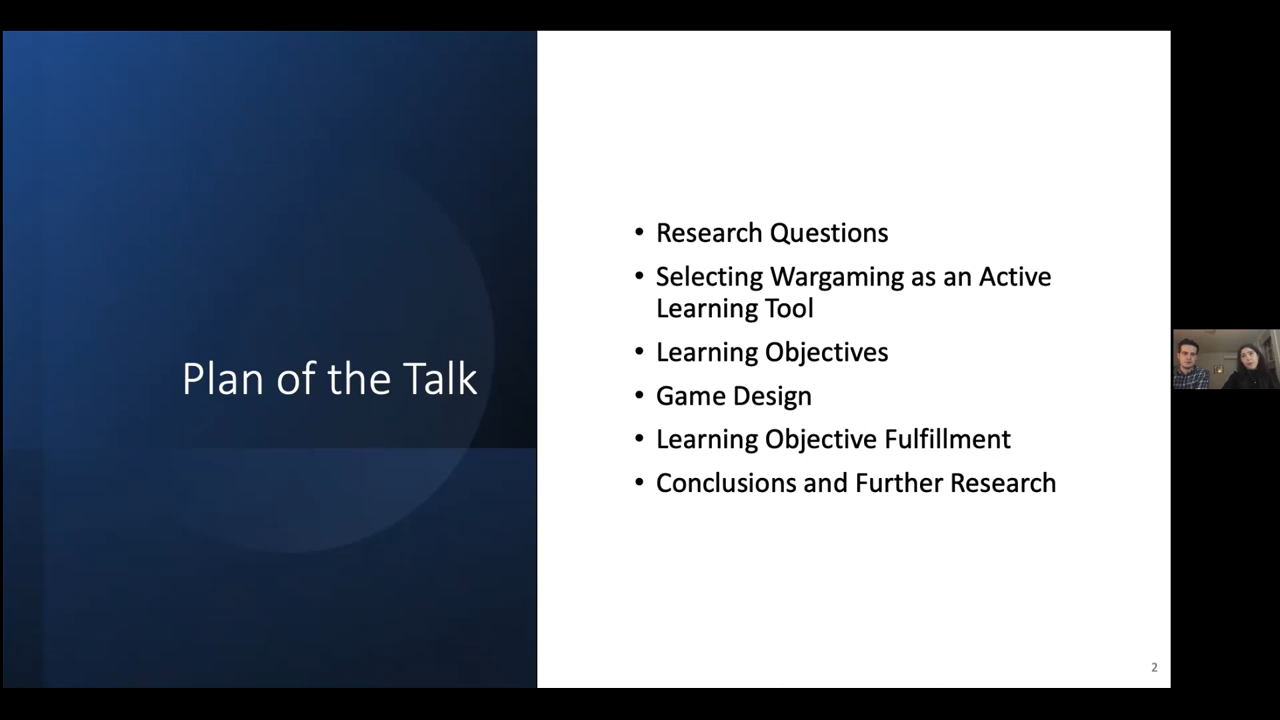 Plan of the Talk
• Research Questions
• Selecting Wargaming as an Active
Learning Tool
• Learning Objectives
• Game Design
• Learning Objective Fulfillment
• Conclusions and Further Research
2